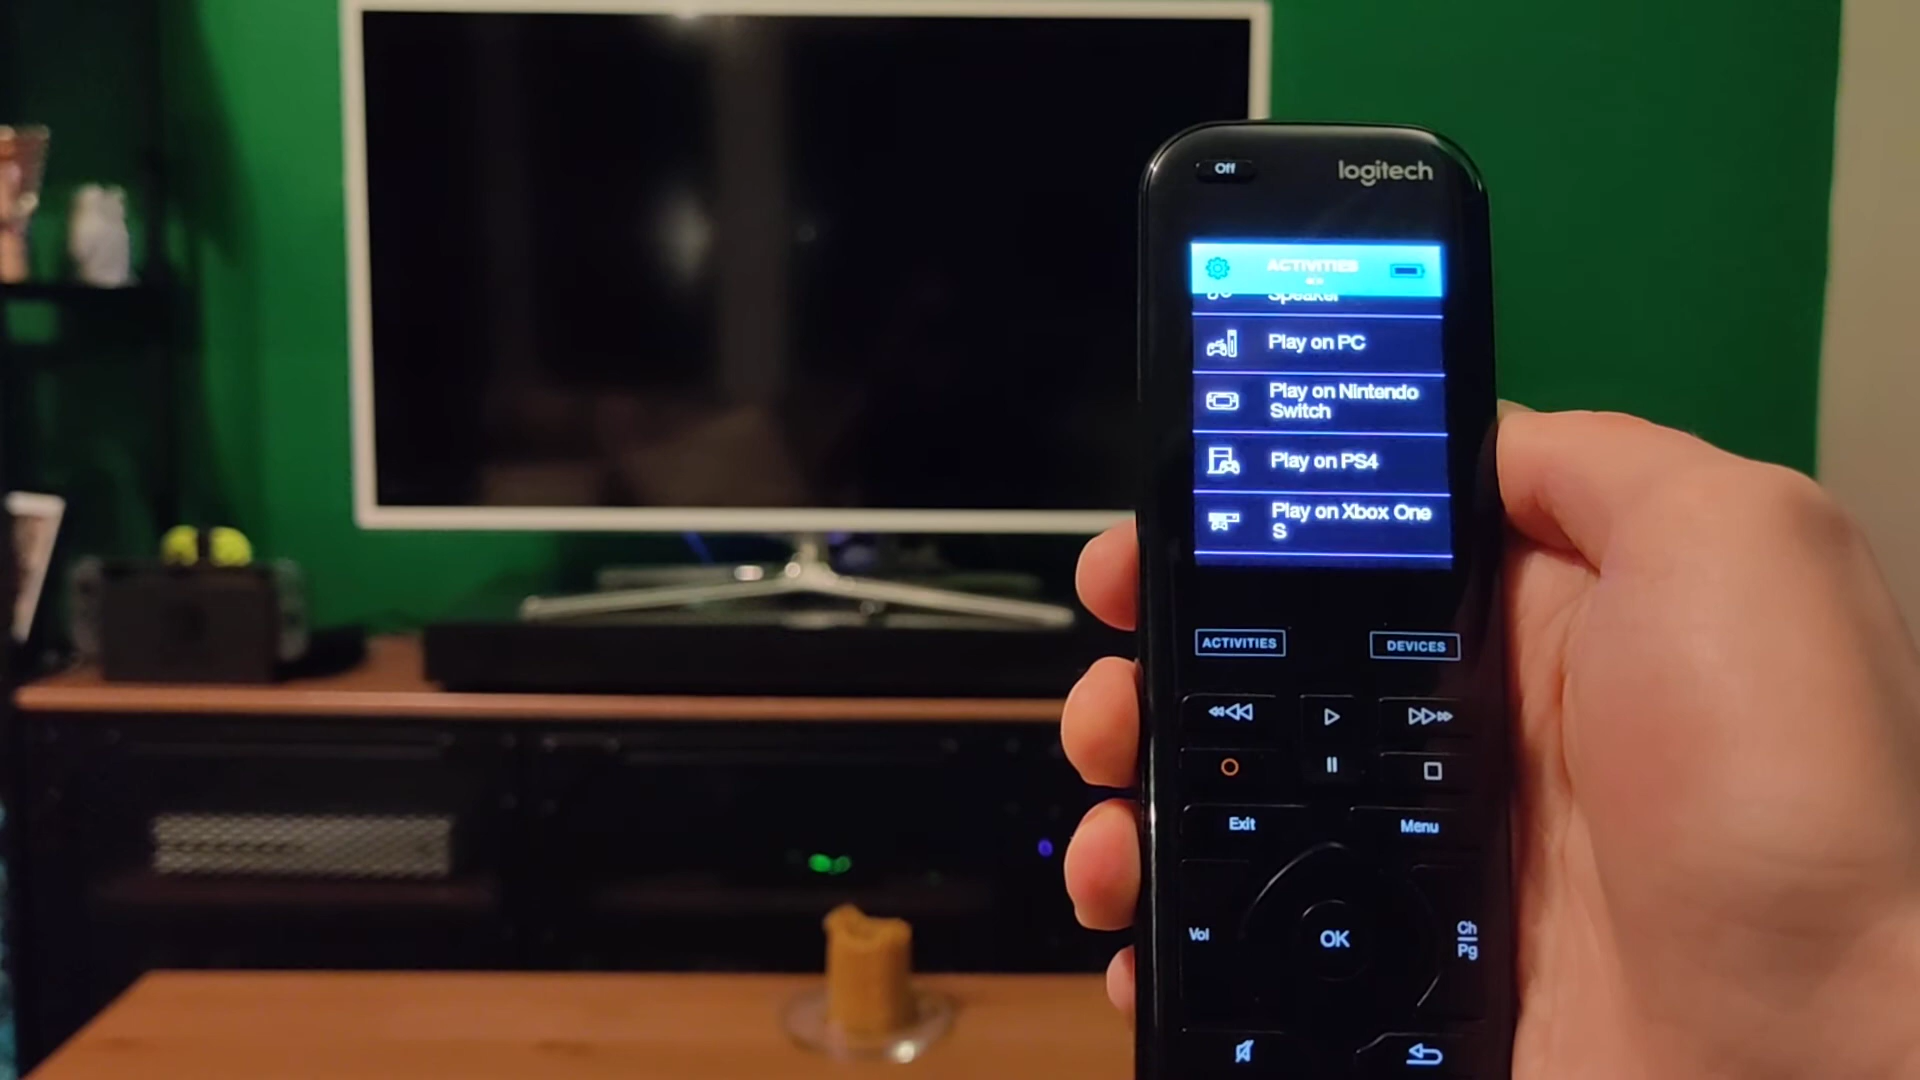 Off
logitech
ACTIVITIES
Speaker
Play on PC
Play on Nintendo
Switch
Play on PS4
Play on Xbox One
S
ACTIVITIES
DEVICES
Exit
Menu
Vol
OK
Ch
Pg